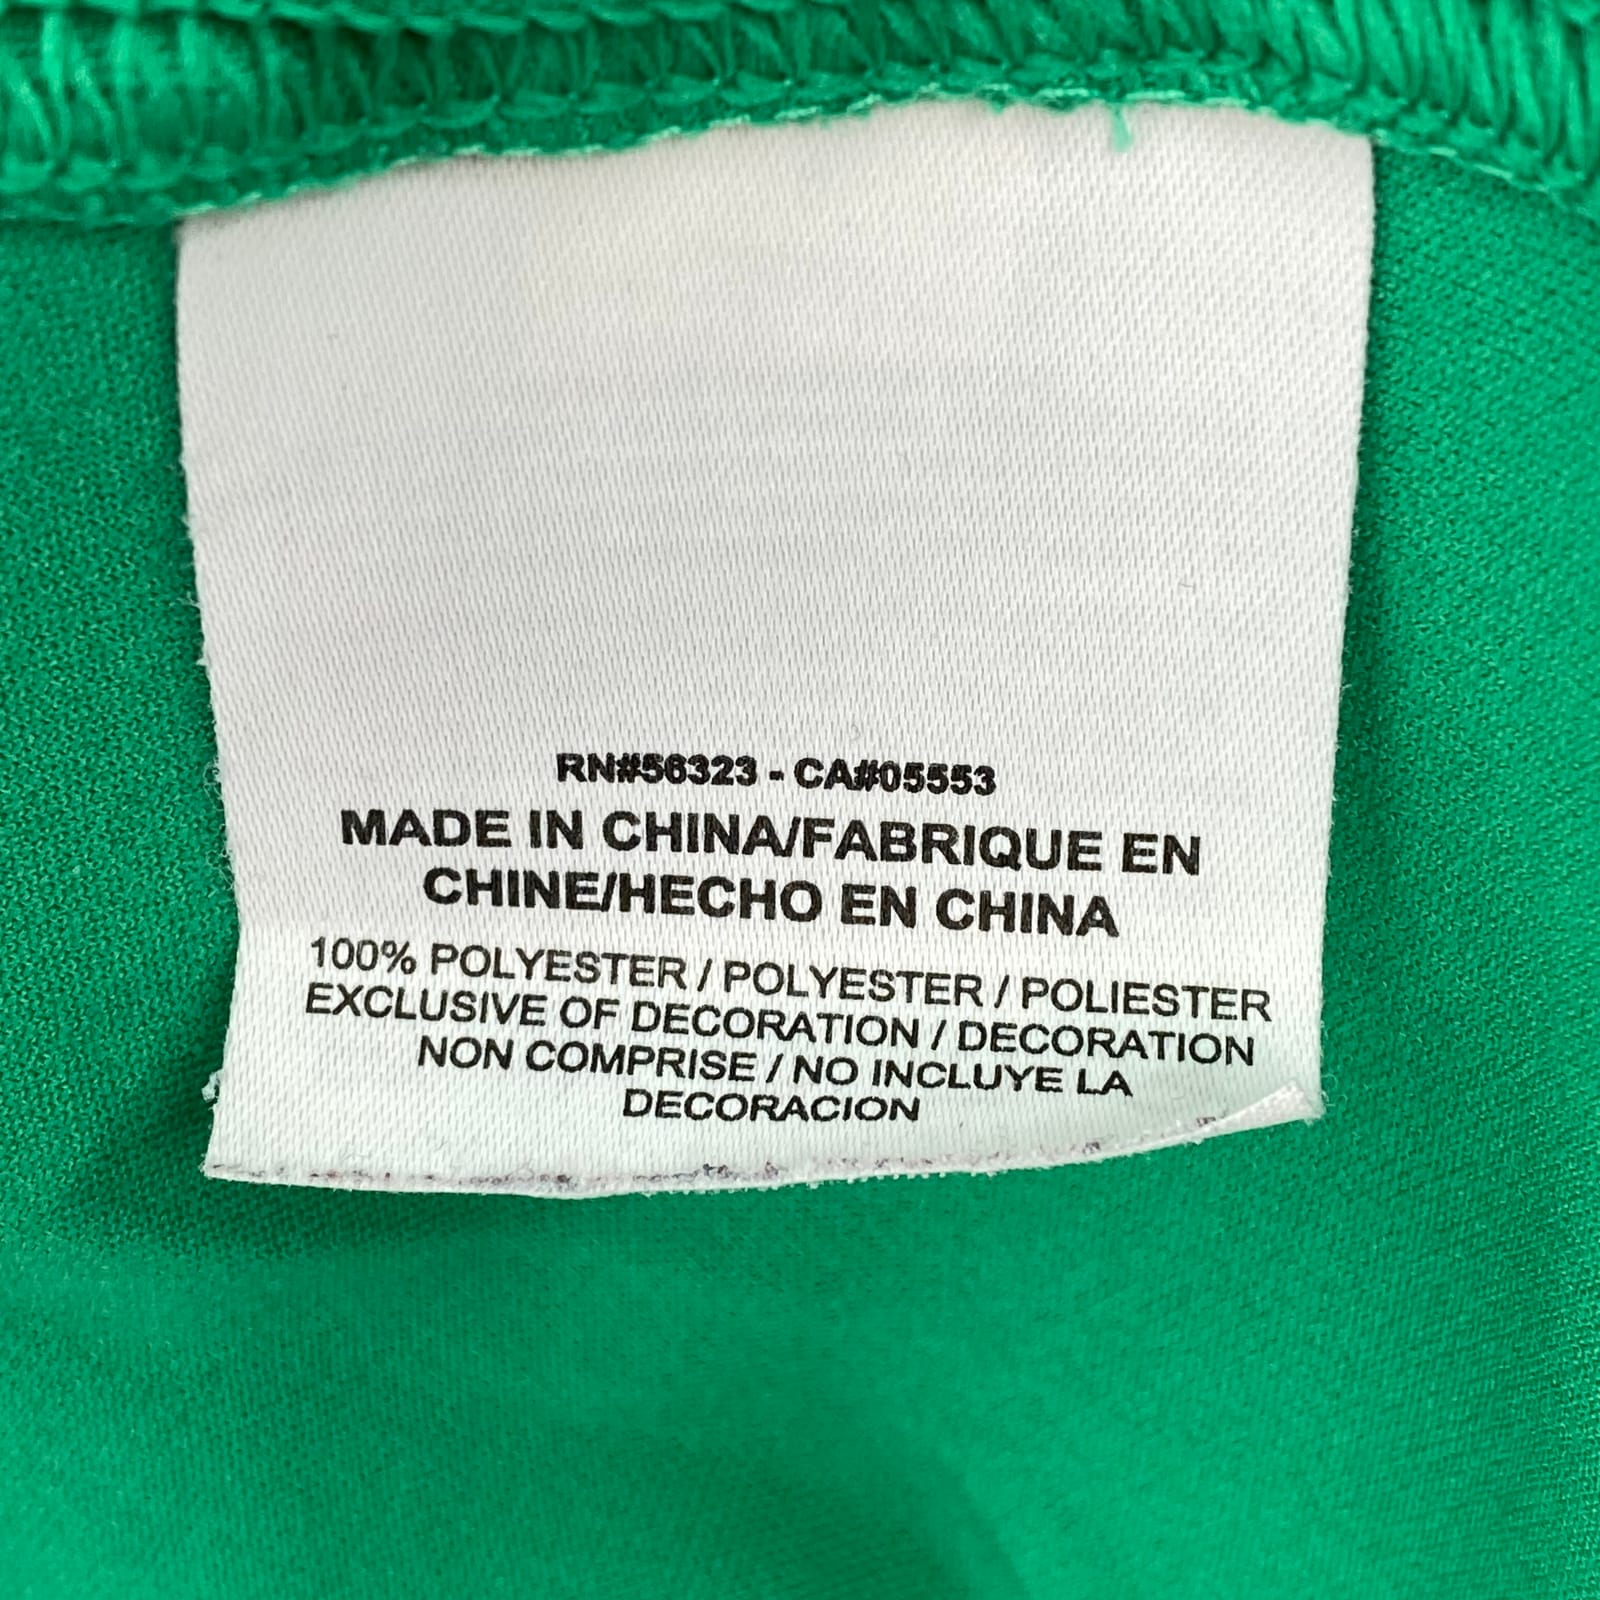 RN#56323 - CA#05553
MADE IN CHINA/FABRIQUE EN
CHINE/HECHO EN CHINA
100% POLYESTER / POLYESTER / POLIESTER
EXCLUSIVE OF DECORATION / DECORATION
NON COMPRISE / NO INCLUYE LA
DECORACION